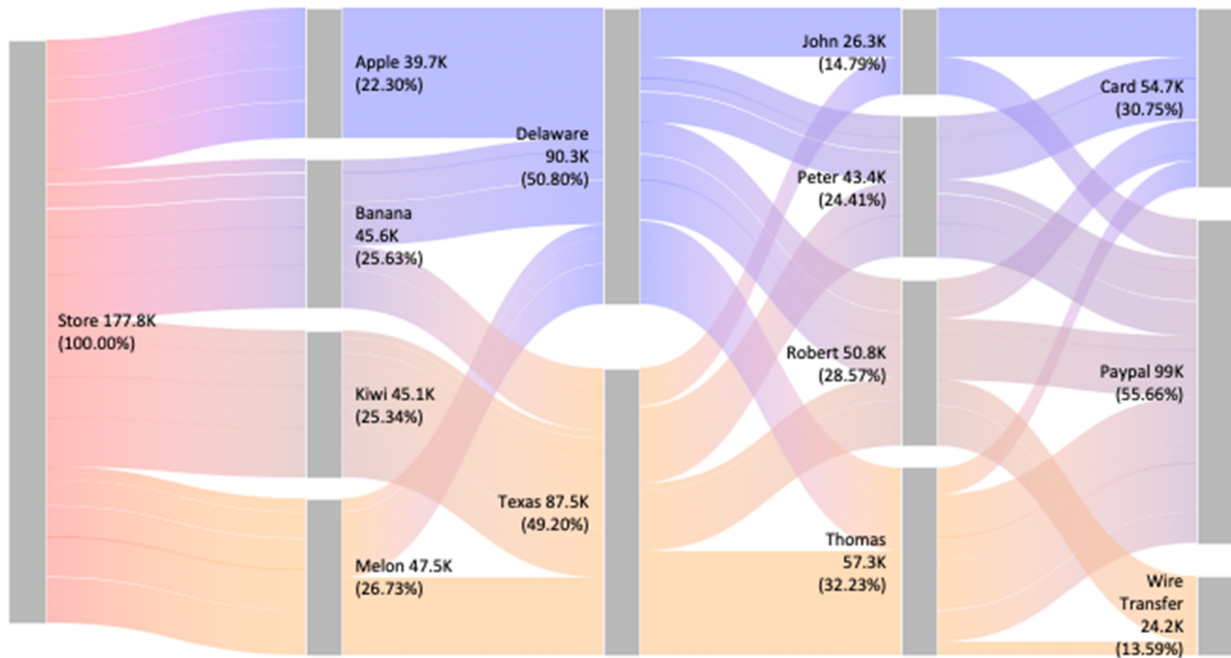 Store 177.8K
(100.00%)
Apple 39.7K
(22.30%)
Banana
45.6K
(25.63%)
Kiwi 45.1K
(25.34%)
Melon 47.5K
(26.73%)
Delaware
90.3K
(50.80%)
Texas 87.5K
(49.20%)
John 26.3K
(14.79%)
Peter 43.4K
(24.41%)
Robert 50.8K
(28.57%)
Thomas
57.3K
(32.23%)
Card 54.7K
(30.75%)
Paypal 99K
(55.66%)
Wire
Transfer
24.2K
(13.59%)